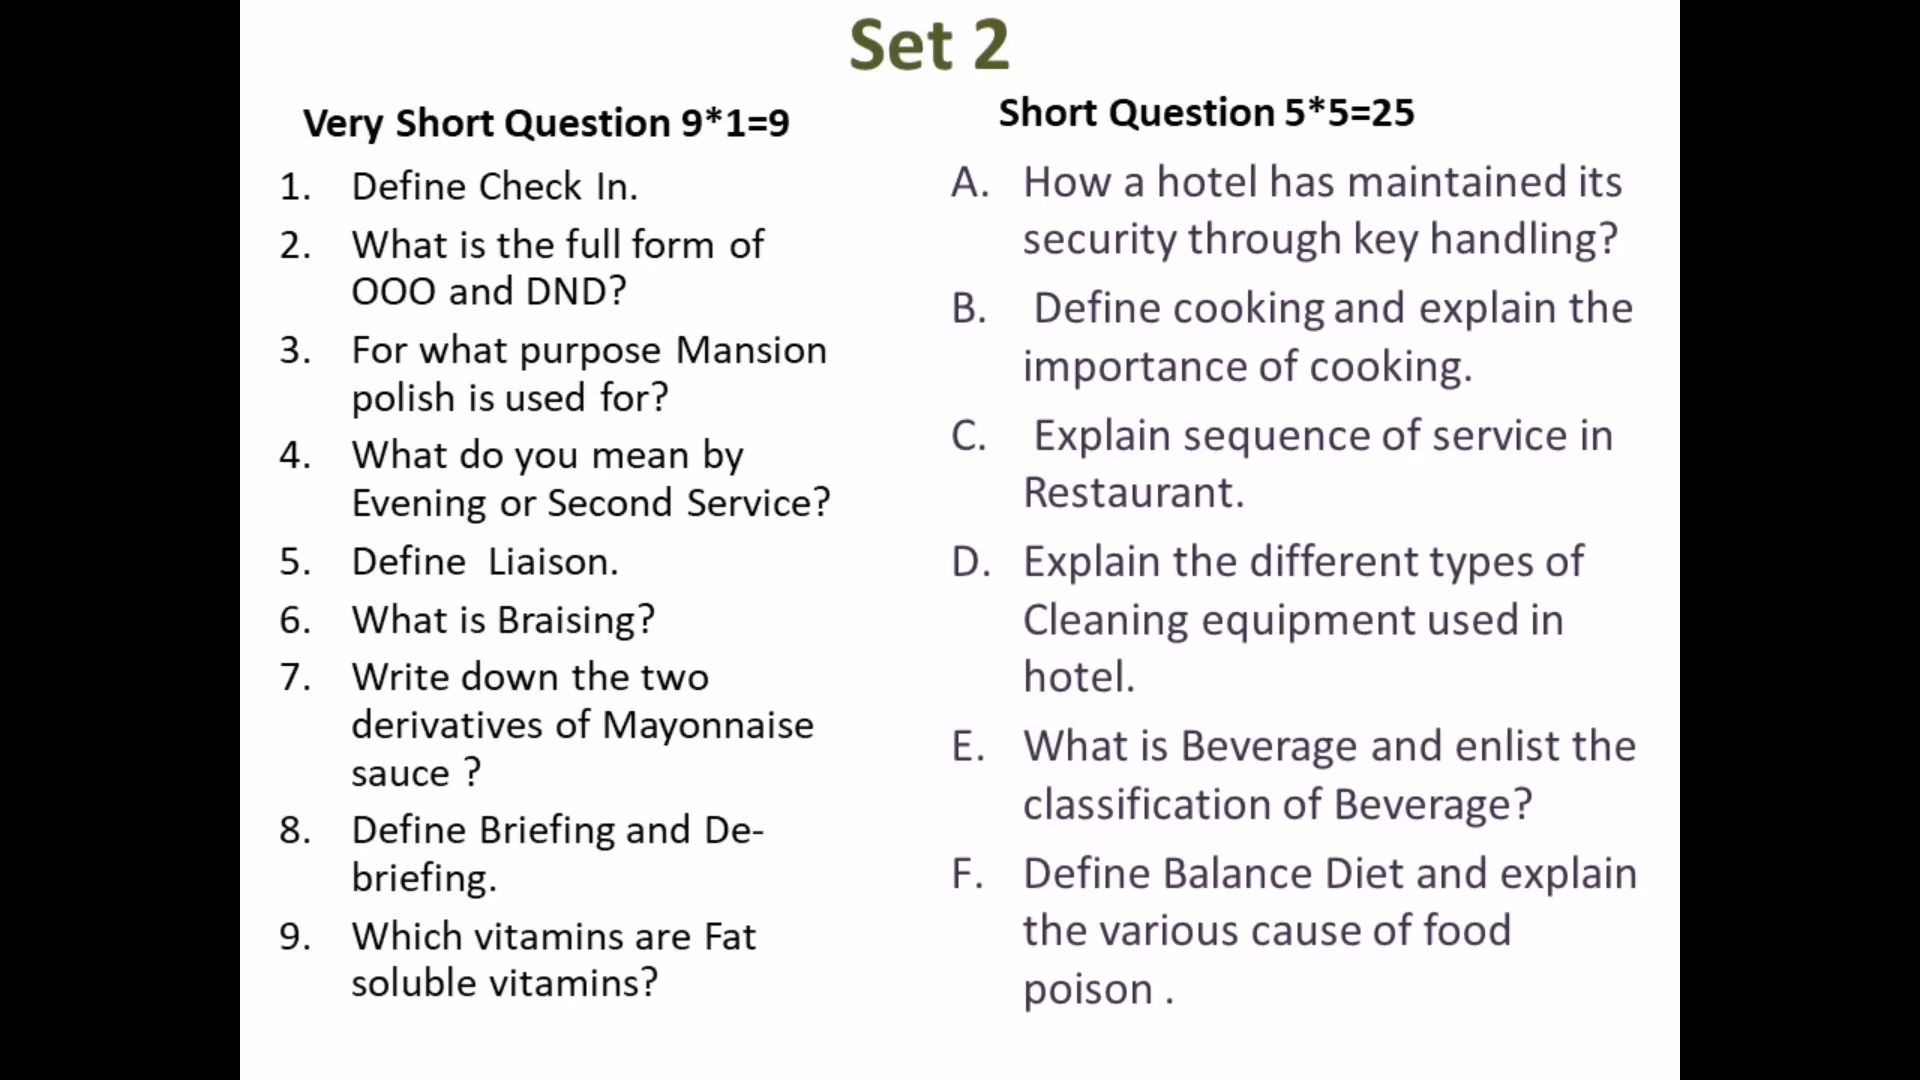 Set 2
Very Short Question 9*1=9
1. Define Check In.
2. What is the full form of
OOO and DND?
3. For what purpose Mansion
polish is used for?
4. What do you mean by
Evening or Second Service?
5. Define Liaison.
6. What is Braising?
7. Write down the two
derivatives of Mayonnaise
sauce ?
8. Define Briefing and De-
briefing.
9. Which vitamins are Fat
soluble vitamins?
Short Question 5*5=25
A. How a hotel has maintained its
security through key handling?
B. Define cooking and explain the
importance of cooking.
C. Explain sequence of service in
Restaurant.
D. Explain the different types of
Cleaning equipment used in
hotel.
E. What is Beverage and enlist the
classification of Beverage?
F. Define Balance Diet and explain
the various cause of food
poison .